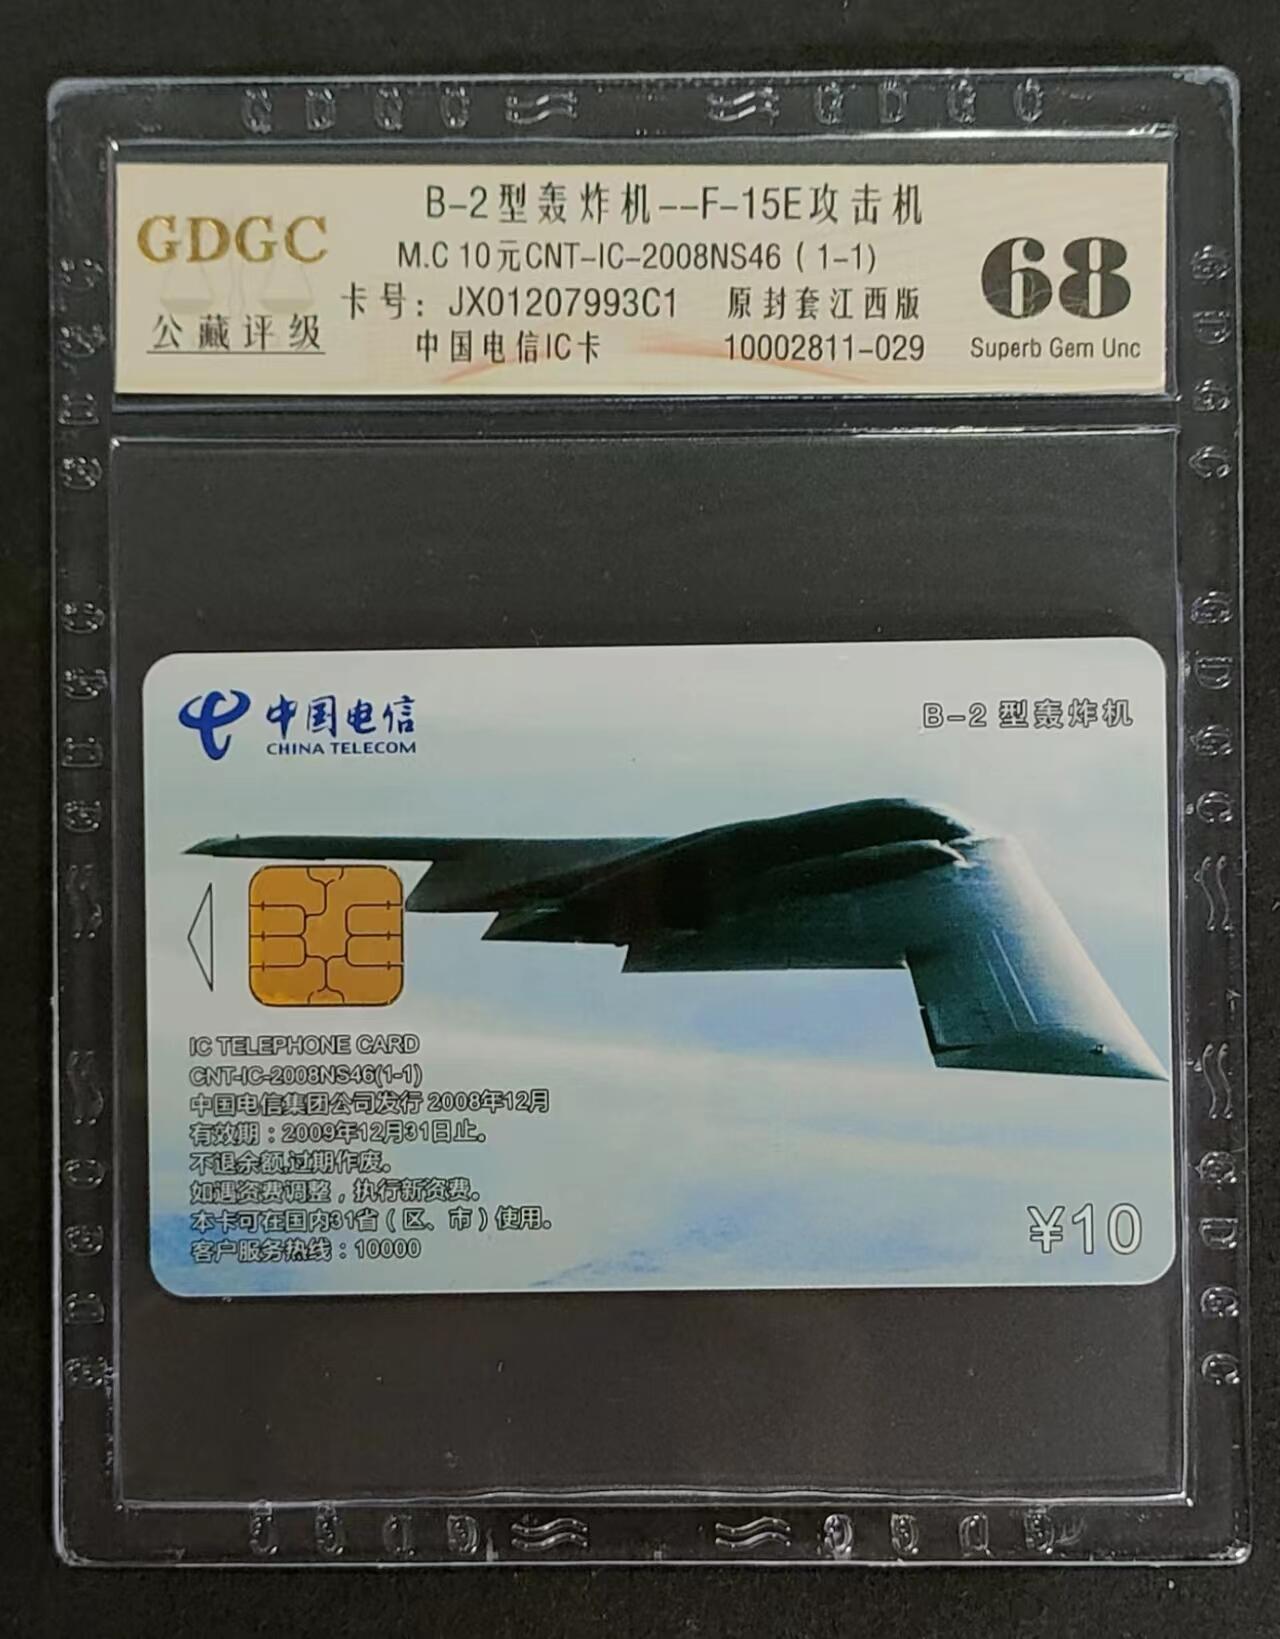 B-2型轰炸机--F-15E攻击机
GDGC
M.C 10元CNT-IC-2008NS46 ( 1-1)
68
卡号: JX01207993C1 原封套江西版
公藏评级
中国电信IC卡 10002811-029
Superb Gem Unc
中国电信
CHINA TELECOM
B-2 型轰炸机
IC TELEPHONE CARD
CNT-IC-2008NS46(1-1)
中国电信集团公司发行 2008年12月
有效期：2009年12月31日止。
不退余额,过期作废。
如遇资费调整，执行新资费。
本卡可在国内31省（区、市）使用。
客户服务热线：10000
¥10